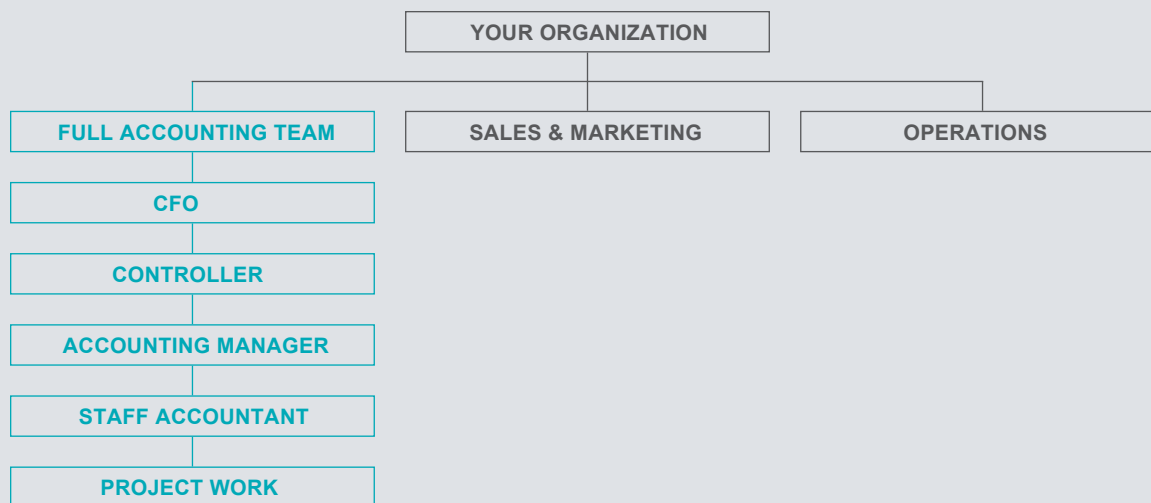 YOUR ORGANIZATION
FULL ACCOUNTING TEAM
SALES & MARKETING
OPERATIONS
CFO
CONTROLLER
ACCOUNTING MANAGER
STAFF ACCOUNTANT
PROJECT WORK